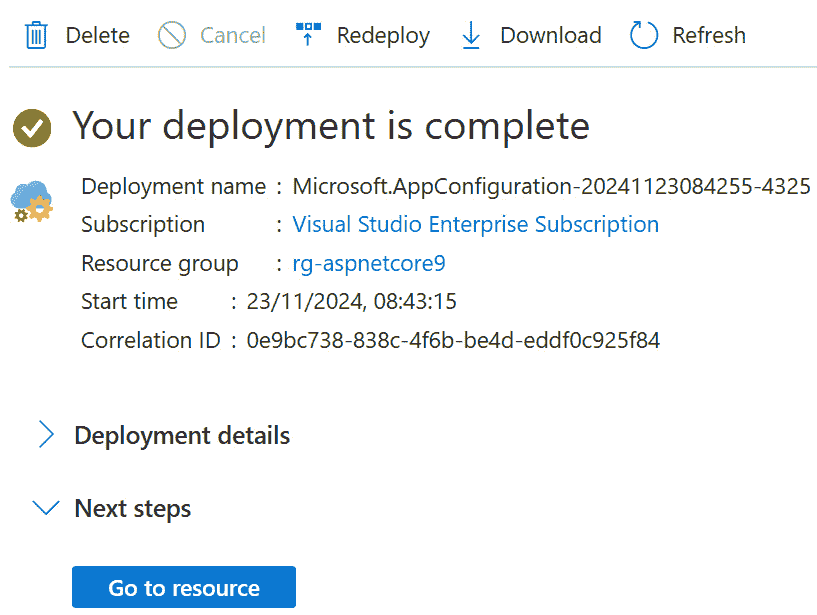 Delete Cancel Redeploy Download Refresh
Your deployment is complete
Deployment name : Microsoft.AppConfiguration-20241123084255-4325
Subscription : Visual Studio Enterprise Subscription
Resource group : rg-aspnetcore9
Start time : 23/11/2024, 08:43:15
Correlation ID : 0e9bc738-838c-4f6b-be4d-eddf0c925f84
Deployment details
Next steps
Go to resource